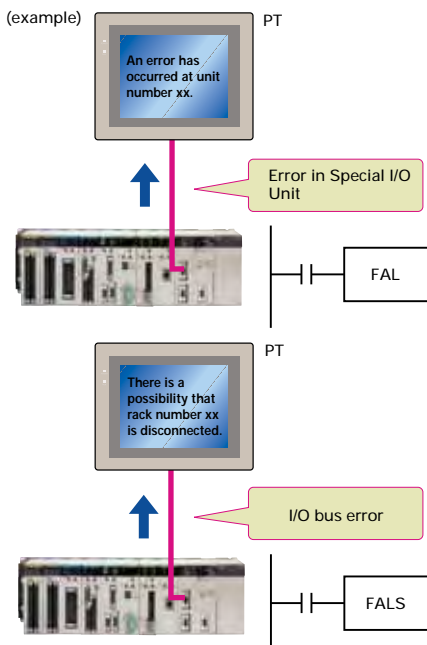 (example)
PT
An error has
occurred at unit
number xx.
Error in Special I/O
Unit
FAL
PT
There is a
possibility that
rack number xx
is disconnected.
I/O bus error
FALS